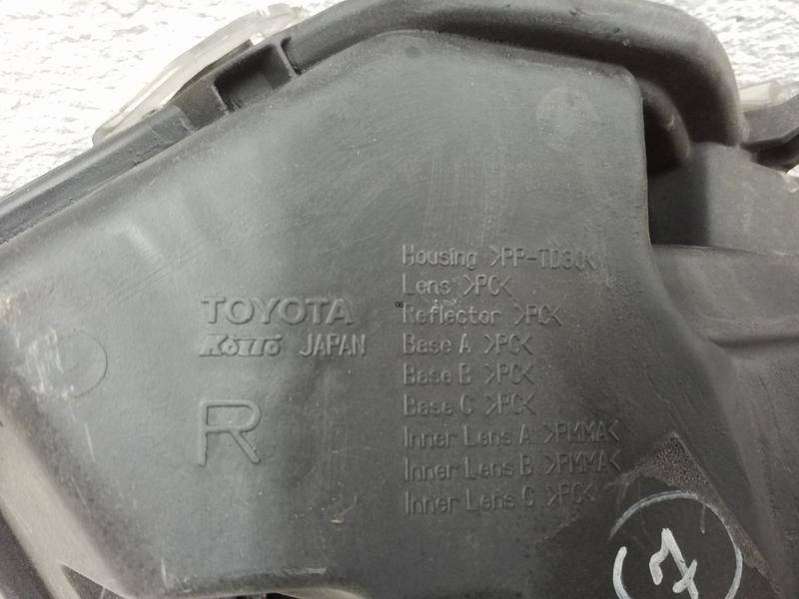 TOYOTA
KOITO JAPAN
R
Housing >PP-TD30<
Lens >PC<
Reflector >PC<
Base A >PC<
Base B >PC<
Base C >PC<
Inner Lens A >PMMA<
Inner Lens B >PMMA<
Inner Lens C >PC<
7